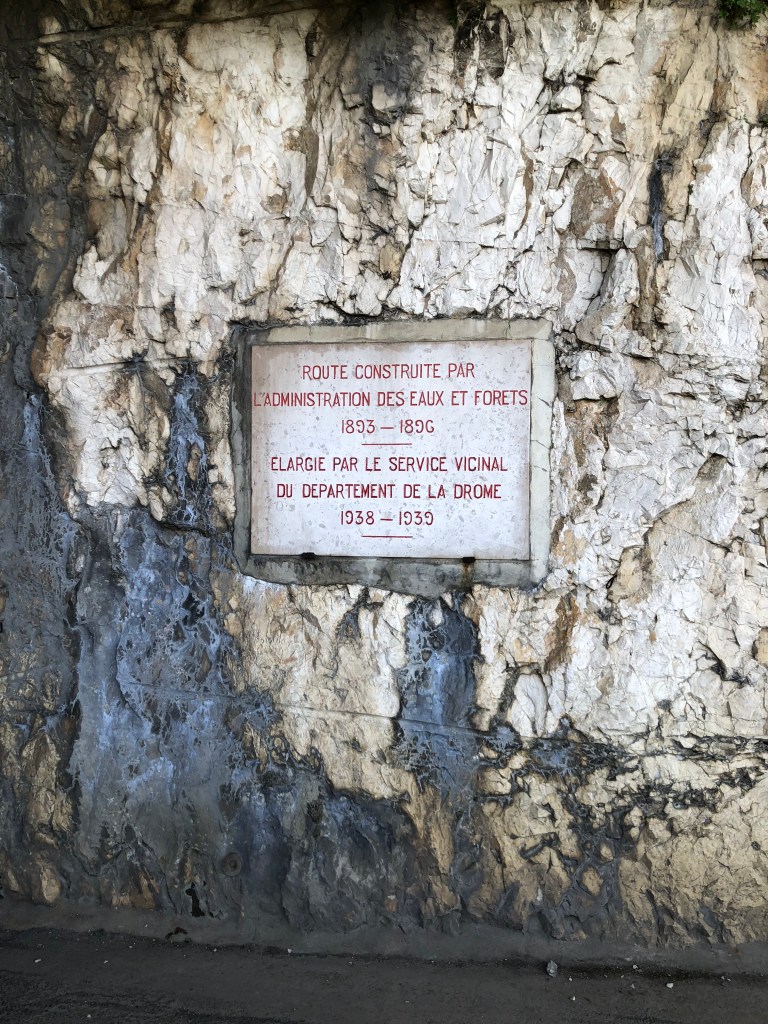 ROUTE CONSTRUITE PAR
L'ADMINISTRATION DES EAUX ET FORETS
1893 — 1896
ELARGIE PAR LE SERVICE VICINAL
DU DEPARTEMENT DE LA DROME
1938 — 1939